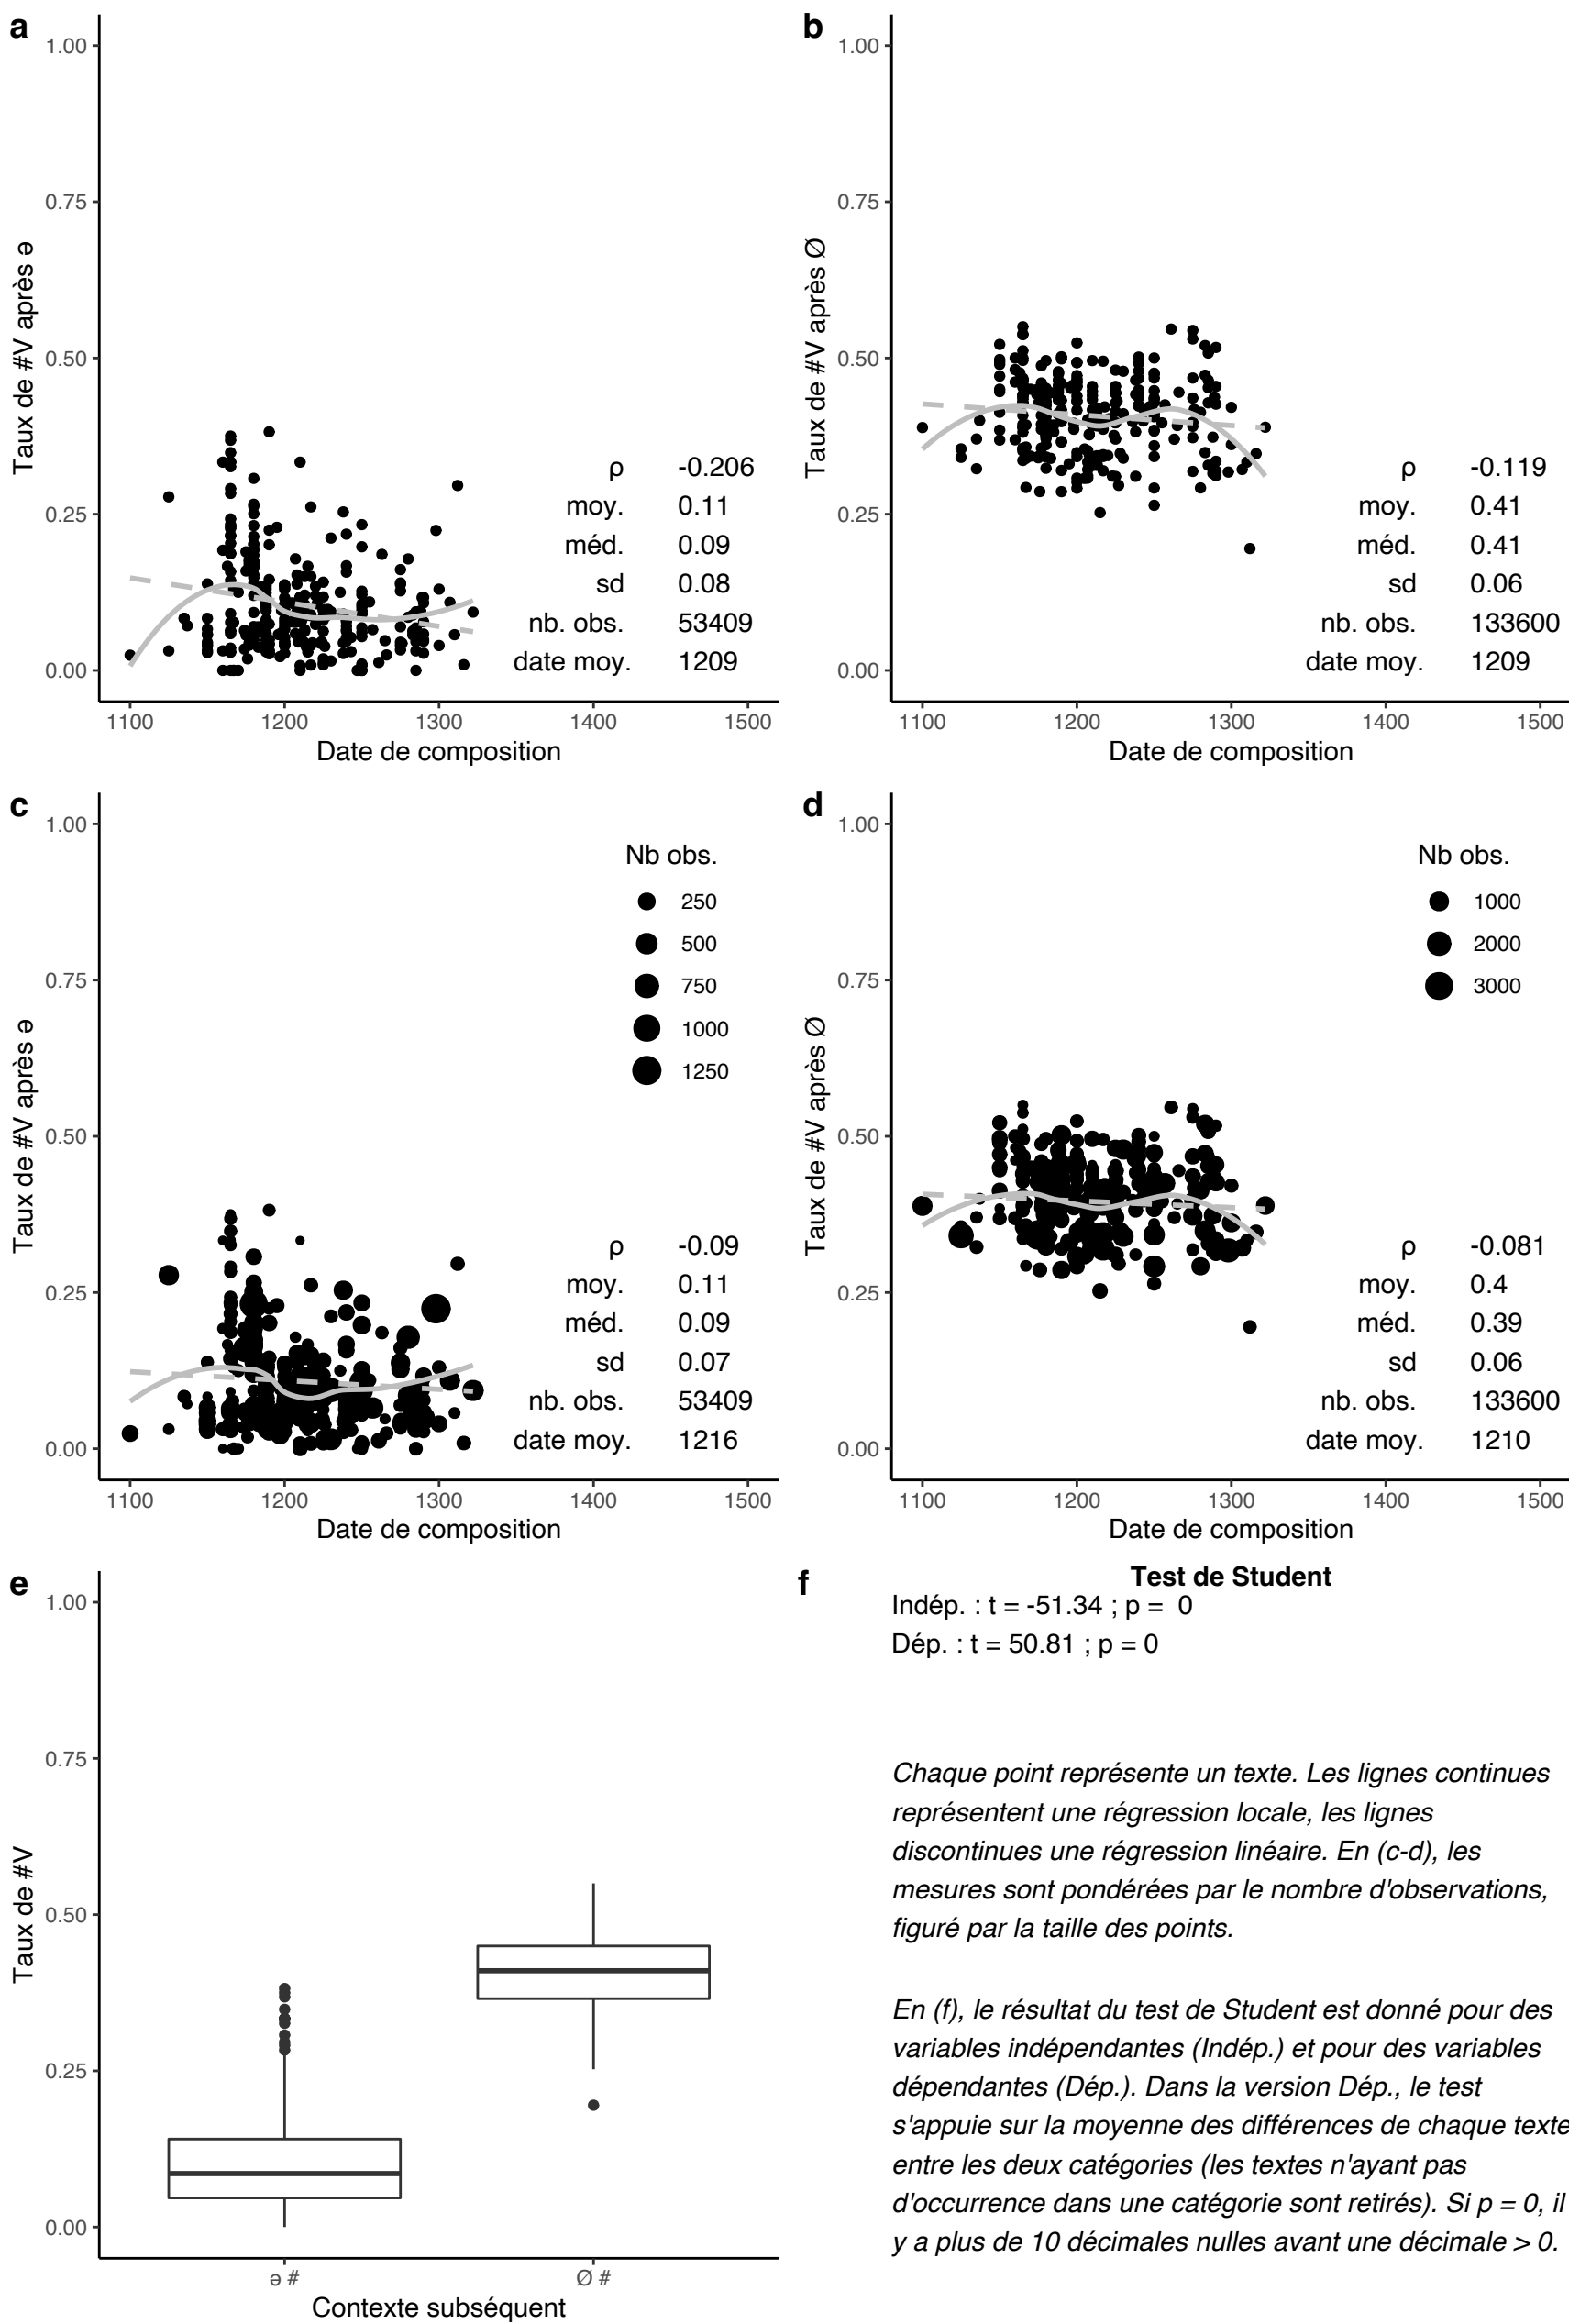 a
1.00
0.75
0.50
0.25
0.00
Taux de #V après ə
ρ -0.206
moy. 0.11
méd. 0.09
sd 0.08
nb. obs. 53409
date moy. 1209
1100 1200 1300 1400 1500
Date de composition
b
1.00
0.75
0.50
0.25
0.00
Taux de #V après Ø
ρ -0.119
moy. 0.41
méd. 0.41
sd 0.06
nb. obs. 133600
date moy. 1209
1100 1200 1300 1400 1500
Date de composition
c
1.00
0.75
0.50
0.25
0.00
Taux de #V après ə
Nb obs.
250
500
750
1000
1250
ρ -0.09
moy. 0.11
méd. 0.09
sd 0.07
nb. obs. 53409
date moy. 1216
1100 1200 1300 1400 1500
Date de composition
d
1.00
0.75
0.50
0.25
0.00
Taux de #V après Ø
Nb obs.
1000
2000
3000
ρ -0.081
moy. 0.4
méd. 0.39
sd 0.06
nb. obs. 133600
date moy. 1210
1100 1200 1300 1400 1500
Date de composition
e
1.00
0.75
0.50
0.25
0.00
Taux de #V
ə # Ø #
Contexte subséquent
f
Test de Student
Indép. : t = -51.34 ; p = 0
Dép. : t = 50.81 ; p = 0
Chaque point représente un texte. Les lignes continues
représentent une régression locale, les lignes
discontinues une régression linéaire. En (c-d), les
mesures sont pondérées par le nombre d'observations,
figuré par la taille des points.
En (f), le résultat du test de Student est donné pour des
variables indépendantes (Indép.) et pour des variables
dépendantes (Dép.). Dans la version Dép., le test
s'appuie sur la moyenne des différences de chaque texte
entre les deux catégories (les textes n'ayant pas
d'occurrence dans une catégorie sont retirés). Si p = 0, il
y a plus de 10 décimales nulles avant une décimale > 0.